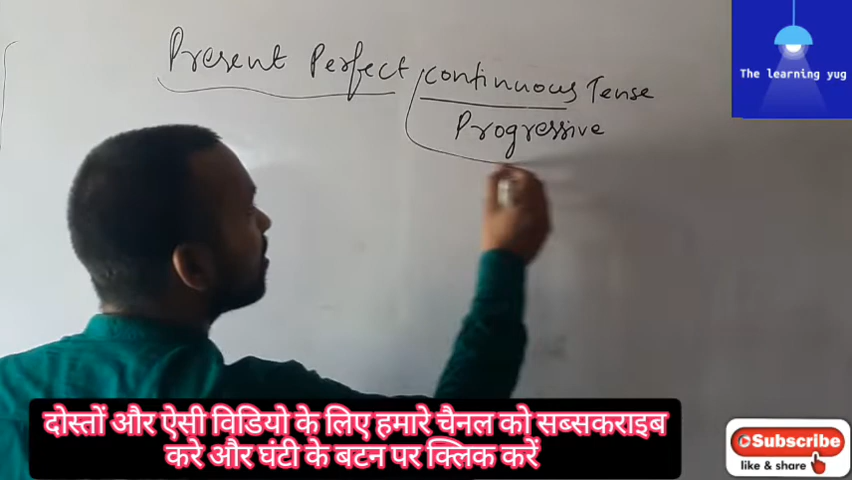 Present Perfect continuous Tense
Progressive
The learning yug
दोस्तों और ऐसी विडियो के लिए हमारे चैनल को सब्सकराइब
करे और घंटी के बटन पर क्लिक करें
Subscribe
like & share